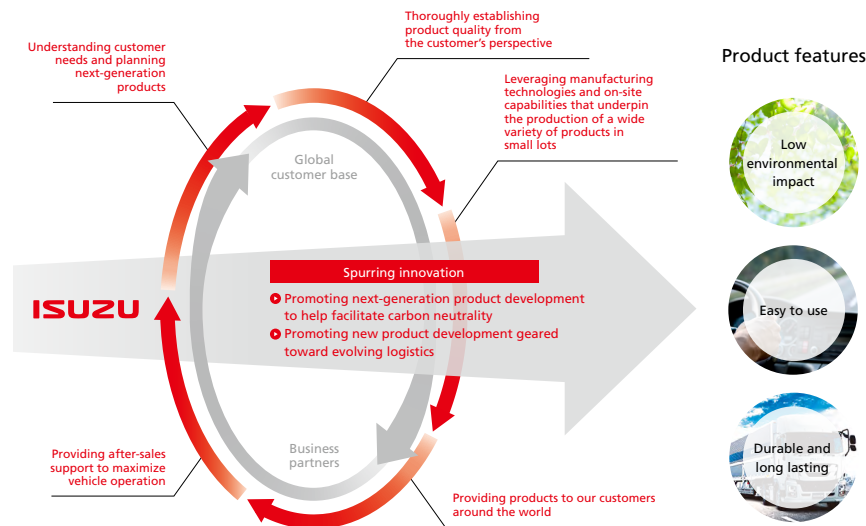 Understanding customer
needs and planning
next-generation
products
Thoroughly establishing
product quality from
the customer's perspective
Leveraging manufacturing
technologies and on-site
capabilities that underpin
the production of a wide
variety of products in
small lots
Global
customer base
ISUZU
Spurring innovation
Promoting next-generation product development
to help facilitate carbon neutrality
Promoting new product development geared
toward evolving logistics
Business
partners
Providing after-sales
support to maximize
vehicle operation
Providing products to our customers
around the world
Product features
Low
environmental
impact
Easy to use
Durable and
long lasting